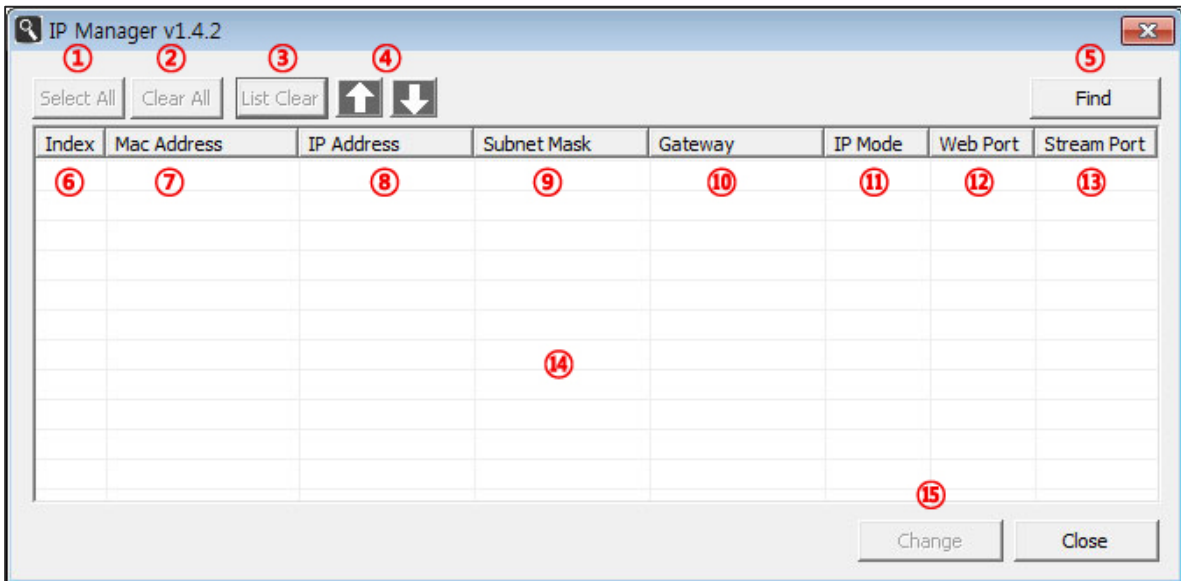 IP Manager v1.4.2
① ② ③ ④ ⑤
Select All Clear All List Clear Find
Index Mac Address IP Address Subnet Mask Gateway IP Mode Web Port Stream Port
⑥ ⑦ ⑧ ⑨ ⑩ ⑪ ⑫ ⑬
⑭
⑮
Change Close